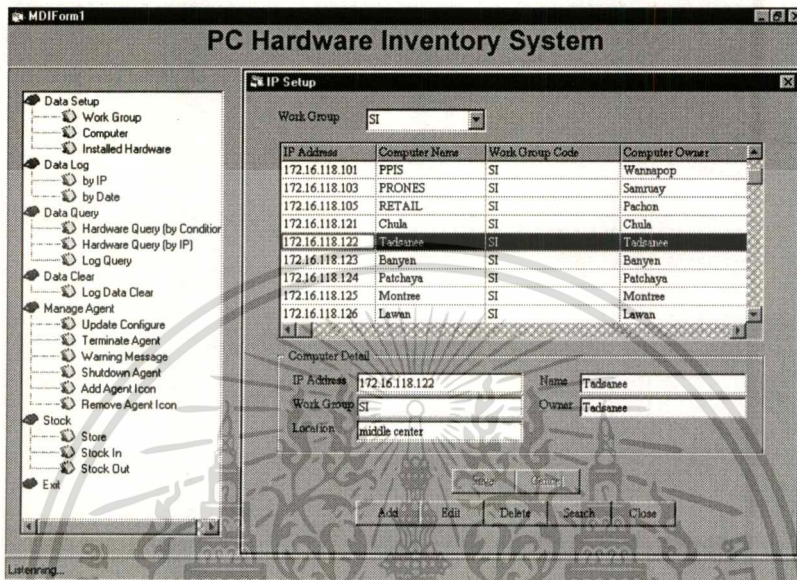 MDIForm1
PC Hardware Inventory System
Data Setup
Work Group
Computer
Installed Hardware
Data Log
by IP
by Date
Data Query
Hardware Query (by Condition
Hardware Query (by IP)
Log Query
Data Clear
Log Data Clear
Manage Agent
Update Configure
Terminate Agent
Warning Message
Shutdown Agent
Add Agent Icon
Remove Agent Icon
Stock
Store
Stock In
Stock Out
Exit
IP Setup
Work Group SI
IP Address Computer Name Work Group Code Computer Owner
172.16.118.101 PPIS SI Wannapop
172.16.118.103 PRONES SI Samruay
172.16.118.105 RETAIL SI Pachon
172.16.118.121 Chula SI Chula
172.16.118.122 Tadsanee SI Tadsanee
172.16.118.123 Banyen SI Banyen
172.16.118.124 Patchaya SI Patchaya
172.16.118.125 Montree SI Montree
172.16.118.126 Lawan SI Lawan
Computer Detail
IP Address 172.16.118.122 Name Tadsanee
Work Group SI Owner Tadsanee
Location middle center
Save Cancel
Add Edit Delete Search Close
Listenning...